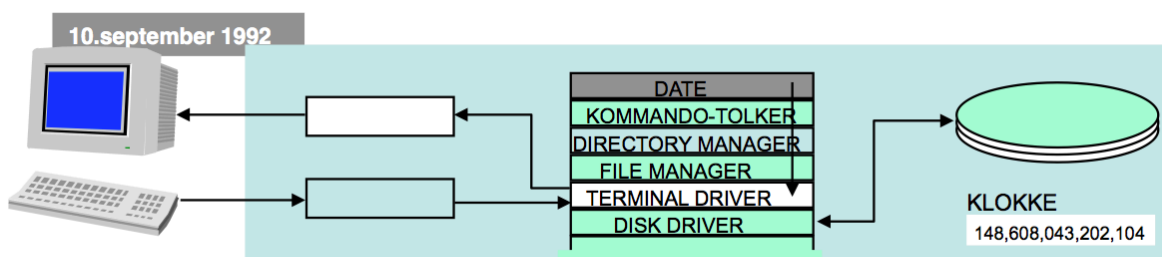 10.september 1992
DATE
KOMMANDO-TOLKER
DIRECTORY MANAGER
FILE MANAGER
TERMINAL DRIVER
DISK DRIVER
KLOKKE
148,608,043,202,104